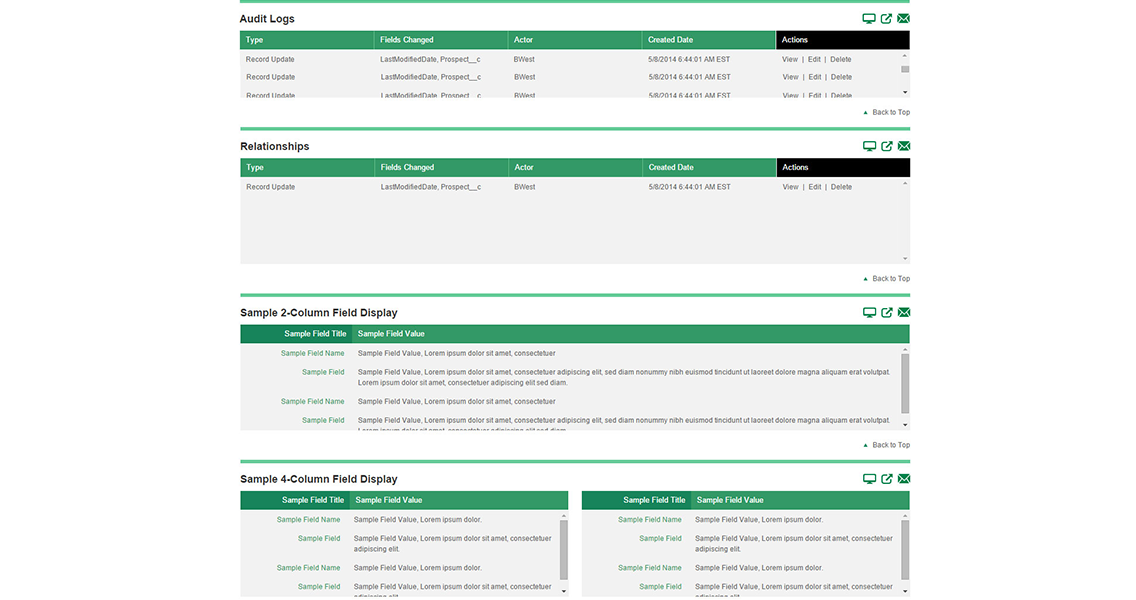 Audit Logs
Type Fields Changed Actor Created Date Actions
Record Update LastModifiedDate, Prospect__c BWest 5/8/2014 6:44:01 AM EST View | Edit | Delete
Record Update LastModifiedDate, Prospect__c BWest 5/8/2014 6:44:01 AM EST View | Edit | Delete
Record Update LastModifiedDate, Prospect__c BWest 5/8/2014 6:44:01 AM EST View | Edit | Delete
Back to Top
Relationships
Type Fields Changed Actor Created Date Actions
Record Update LastModifiedDate, Prospect__c BWest 5/8/2014 6:44:01 AM EST View | Edit | Delete
Back to Top
Sample 2-Column Field Display
Sample Field Title Sample Field Value
Sample Field Name Sample Field Value, Lorem ipsum dolor sit amet, consectetuer
Sample Field Sample Field Value, Lorem ipsum dolor sit amet, consectetuer adipiscing elit, sed diam nonummy nibh euismod tincidunt ut laoreet dolore magna aliquam erat volutpat.
Lorem ipsum dolor sit amet, consectetuer adipiscing elit sed diam.
Sample Field Name Sample Field Value, Lorem ipsum dolor sit amet, consectetuer
Sample Field Sample Field Value, Lorem ipsum dolor sit amet, consectetuer adipiscing elit, sed diam nonummy nibh euismod tincidunt ut laoreet dolore magna aliquam erat volutpat.
Lorem ipsum dolor sit amet, consectetuer adipiscing elit sed diam.
Back to Top
Sample 4-Column Field Display
Sample Field Title Sample Field Value
Sample Field Name Sample Field Value, Lorem ipsum dolor.
Sample Field Sample Field Value, Lorem ipsum dolor sit amet, consectetuer
adipiscing elit.
Sample Field Name Sample Field Value, Lorem ipsum dolor.
Sample Field Sample Field Value, Lorem ipsum dolor sit amet, consectetuer
adipiscing elit.
Sample Field Title Sample Field Value
Sample Field Name Sample Field Value, Lorem ipsum dolor.
Sample Field Sample Field Value, Lorem ipsum dolor sit amet, consectetuer
adipiscing elit.
Sample Field Name Sample Field Value, Lorem ipsum dolor.
Sample Field Sample Field Value, Lorem ipsum dolor sit amet, consectetuer
adipiscing elit.